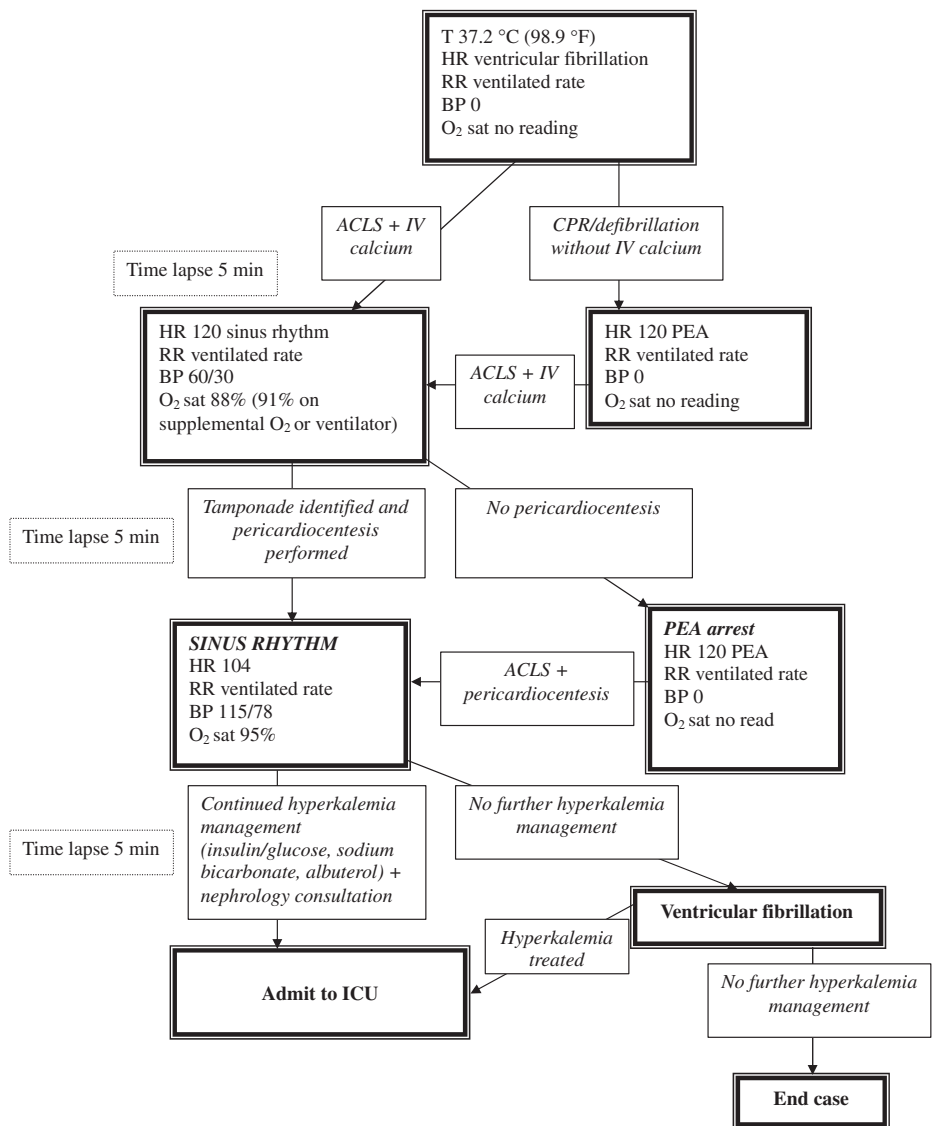 T 37.2 °C (98.9 °F)
HR ventricular fibrillation
RR ventilated rate
BP 0
O₂ sat no reading
ACLS + IV
calcium
CPR/defibrillation
without IV calcium
Time lapse 5 min
HR 120 sinus rhythm
RR ventilated rate
BP 60/30
O₂ sat 88% (91% on
supplemental O₂ or ventilator)
ACLS + IV
calcium
HR 120 PEA
RR ventilated rate
BP 0
O₂ sat no reading
Time lapse 5 min
Tamponade identified and
pericardiocentesis
performed
No pericardiocentesis
SINUS RHYTHM
HR 104
RR ventilated rate
BP 115/78
O₂ sat 95%
ACLS +
pericardiocentesis
PEA arrest
HR 120 PEA
RR ventilated rate
BP 0
O₂ sat no read
Time lapse 5 min
Continued hyperkalemia
management
(insulin/glucose, sodium
bicarbonate, albuterol) +
nephrology consultation
No further hyperkalemia
management
Ventricular fibrillation
Hyperkalemia
treated
Admit to ICU
No further hyperkalemia
management
End case